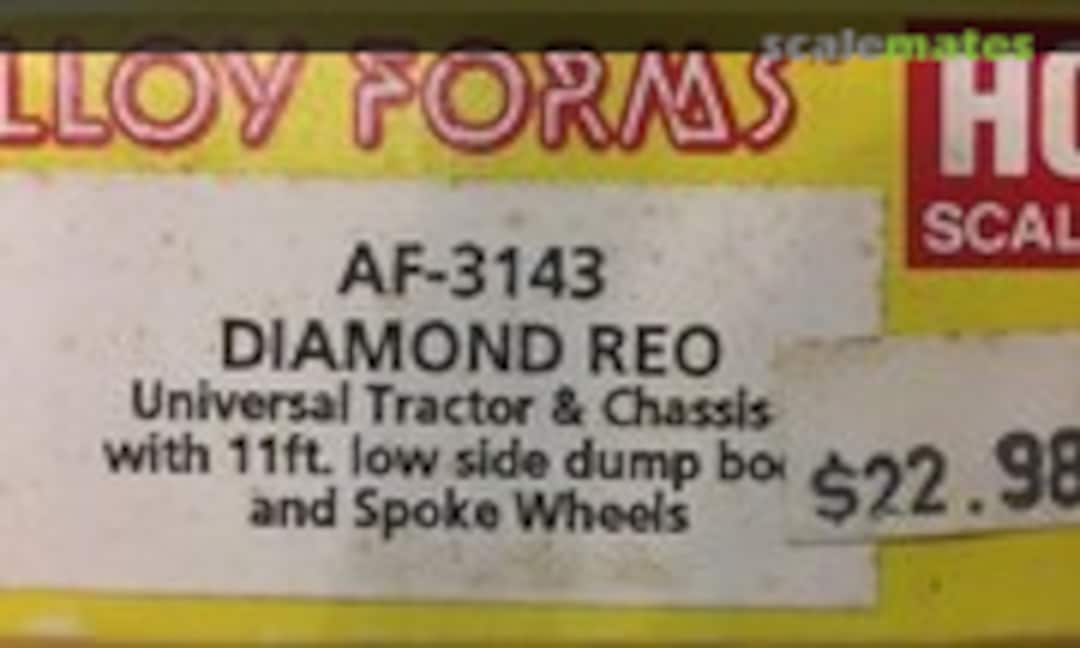 scalemates
LLOY FORMS
HO
SCAL
AF-3143
DIAMOND REO
Universal Tractor & Chassis
with 11ft. low side dump bo
and Spoke Wheels
$22.98